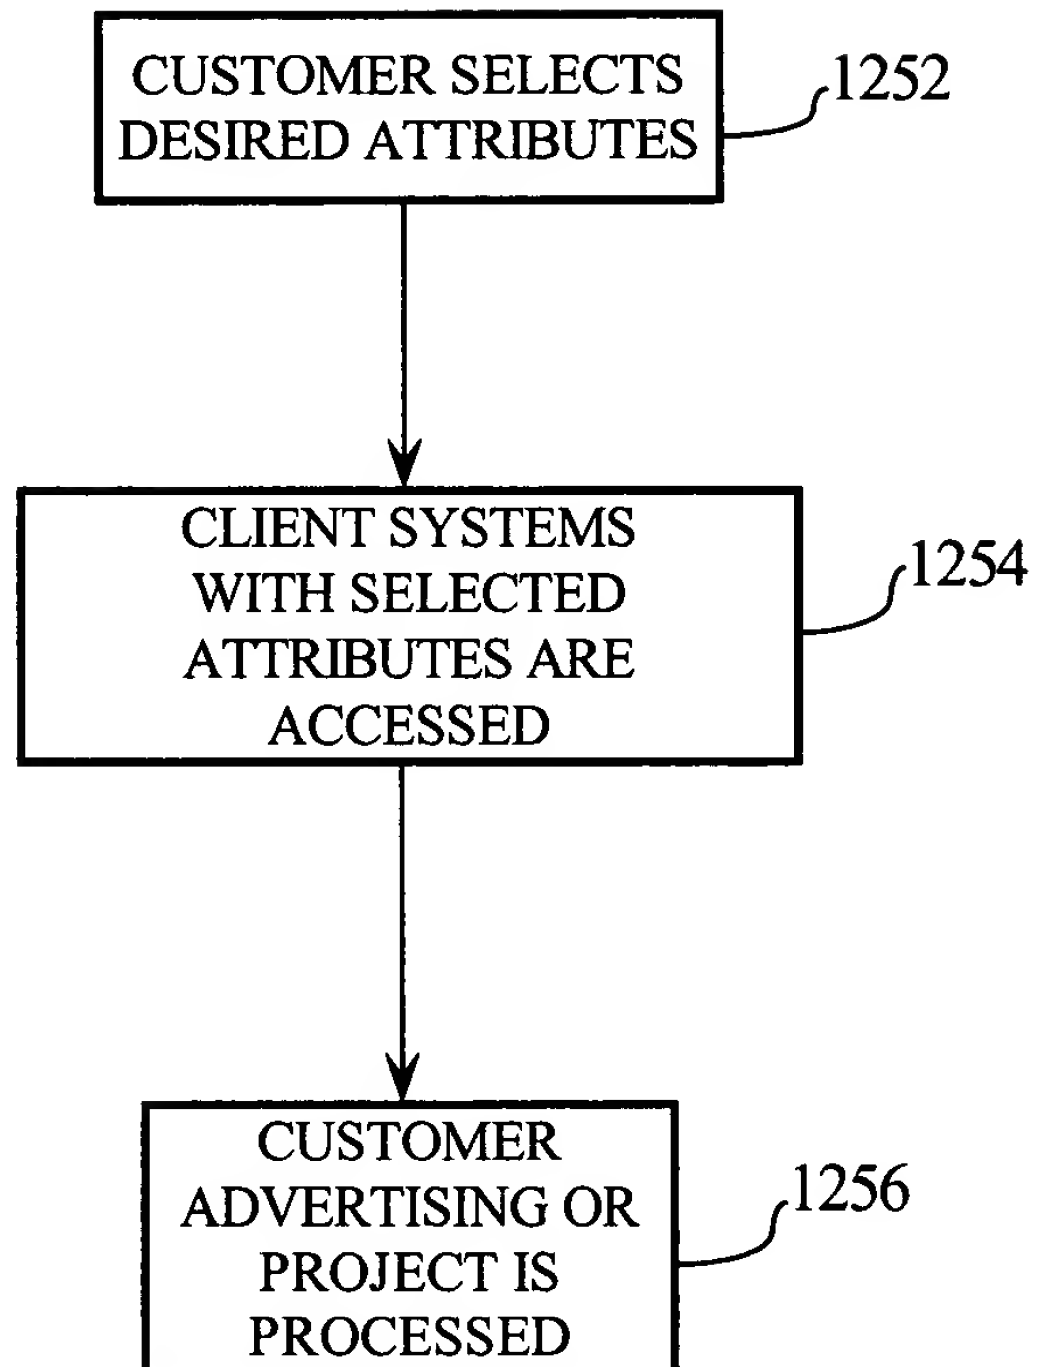 CUSTOMER SELECTS
DESIRED ATTRIBUTES
1252
CLIENT SYSTEMS
WITH SELECTED
ATTRIBUTES ARE
ACCESSED
1254
CUSTOMER
ADVERTISING OR
PROJECT IS
PROCESSED
1256